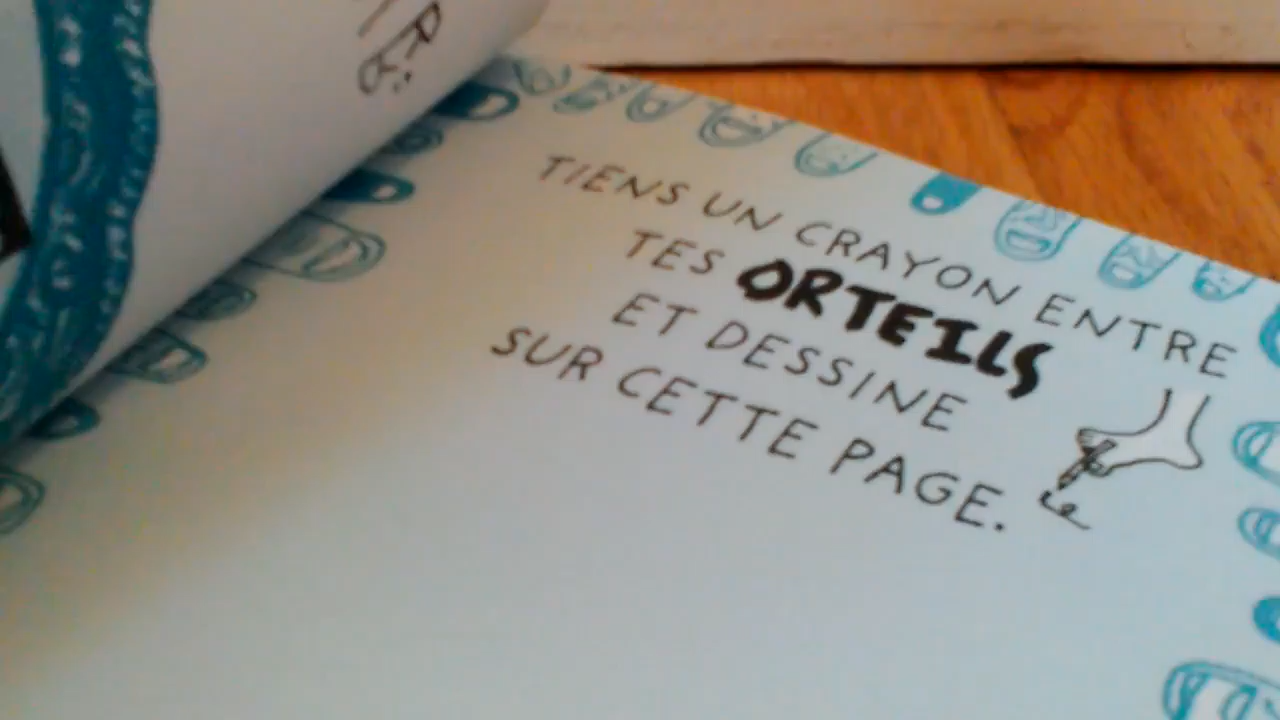 TIENS UN CRAYON ENTRE
TES ORTEILS
ET DESSINE
SUR CETTE PAGE.